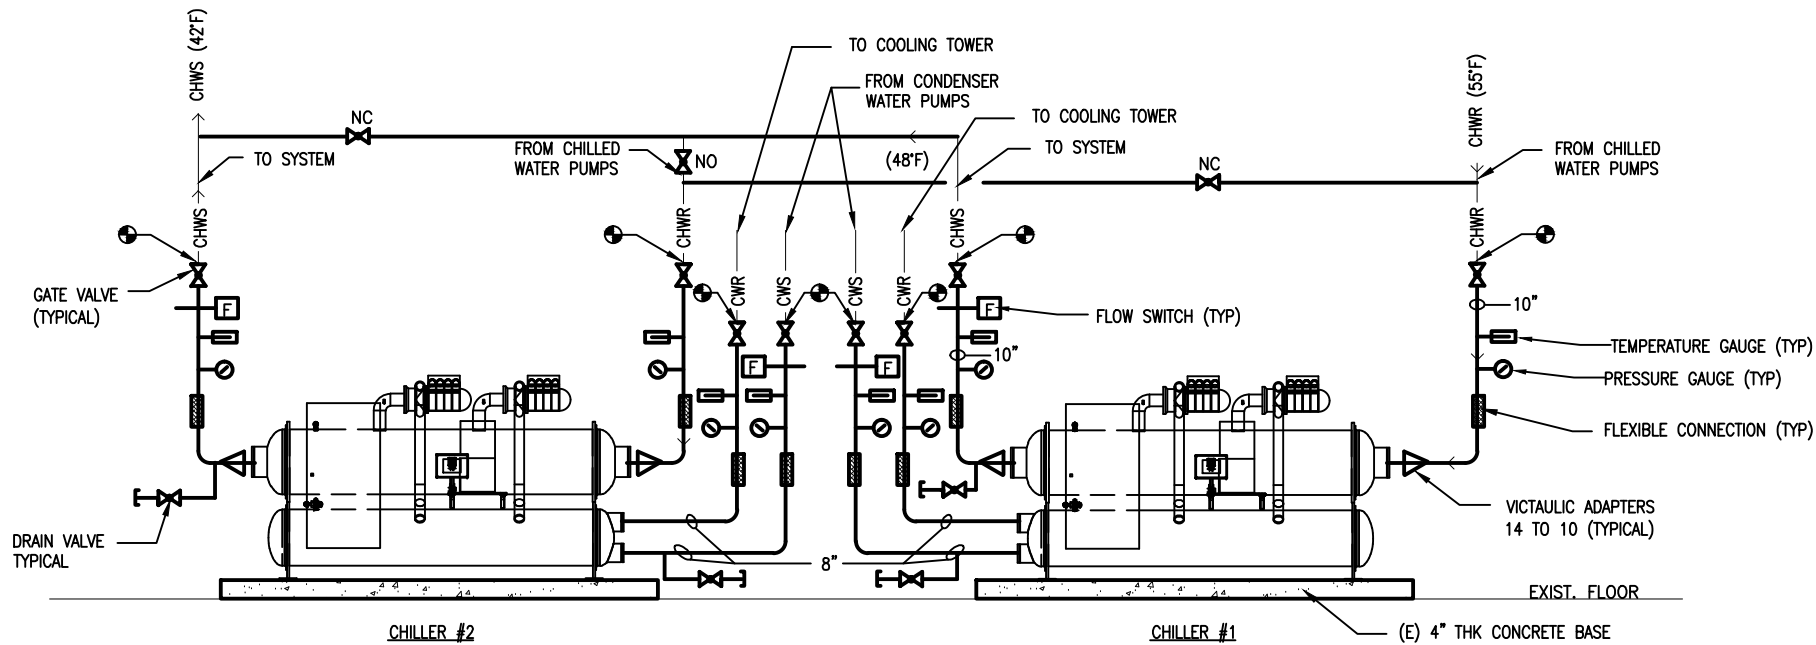 CHWS (42°F)
TO COOLING TOWER
FROM CONDENSER
WATER PUMPS
TO COOLING TOWER
CHWR (55°F)
NC
TO SYSTEM
FROM CHILLED
WATER PUMPS
NO
(48°F)
TO SYSTEM
NC
FROM CHILLED
WATER PUMPS
CHWS
CHWR
CHWS
CHWR
CWR
CWS
CWS
CWR
GATE VALVE
(TYPICAL)
F
F
FLOW SWITCH (TYP)
10"
10"
F
F
TEMPERATURE GAUGE (TYP)
PRESSURE GAUGE (TYP)
FLEXIBLE CONNECTION (TYP)
VICTAULIC ADAPTERS
14 TO 10 (TYPICAL)
DRAIN VALVE
TYPICAL
8"
EXIST. FLOOR
CHILLER #2
CHILLER #1
(E) 4" THK CONCRETE BASE